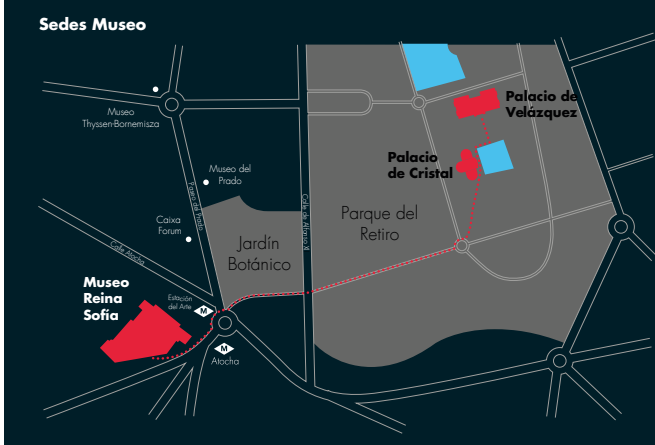 Sedes Museo
Museo
Thyssen-Bornemisza
Palacio de
Velázquez
Museo del
Prado
Palacio
de Cristal
Paseo del Prado
Calle de Alfonso XI
Caixa
Forum
Parque del
Retiro
Jardín
Botánico
Calle Atocha
Museo
Reina
Sofía
Estación
del Arte
M
M
Atocha